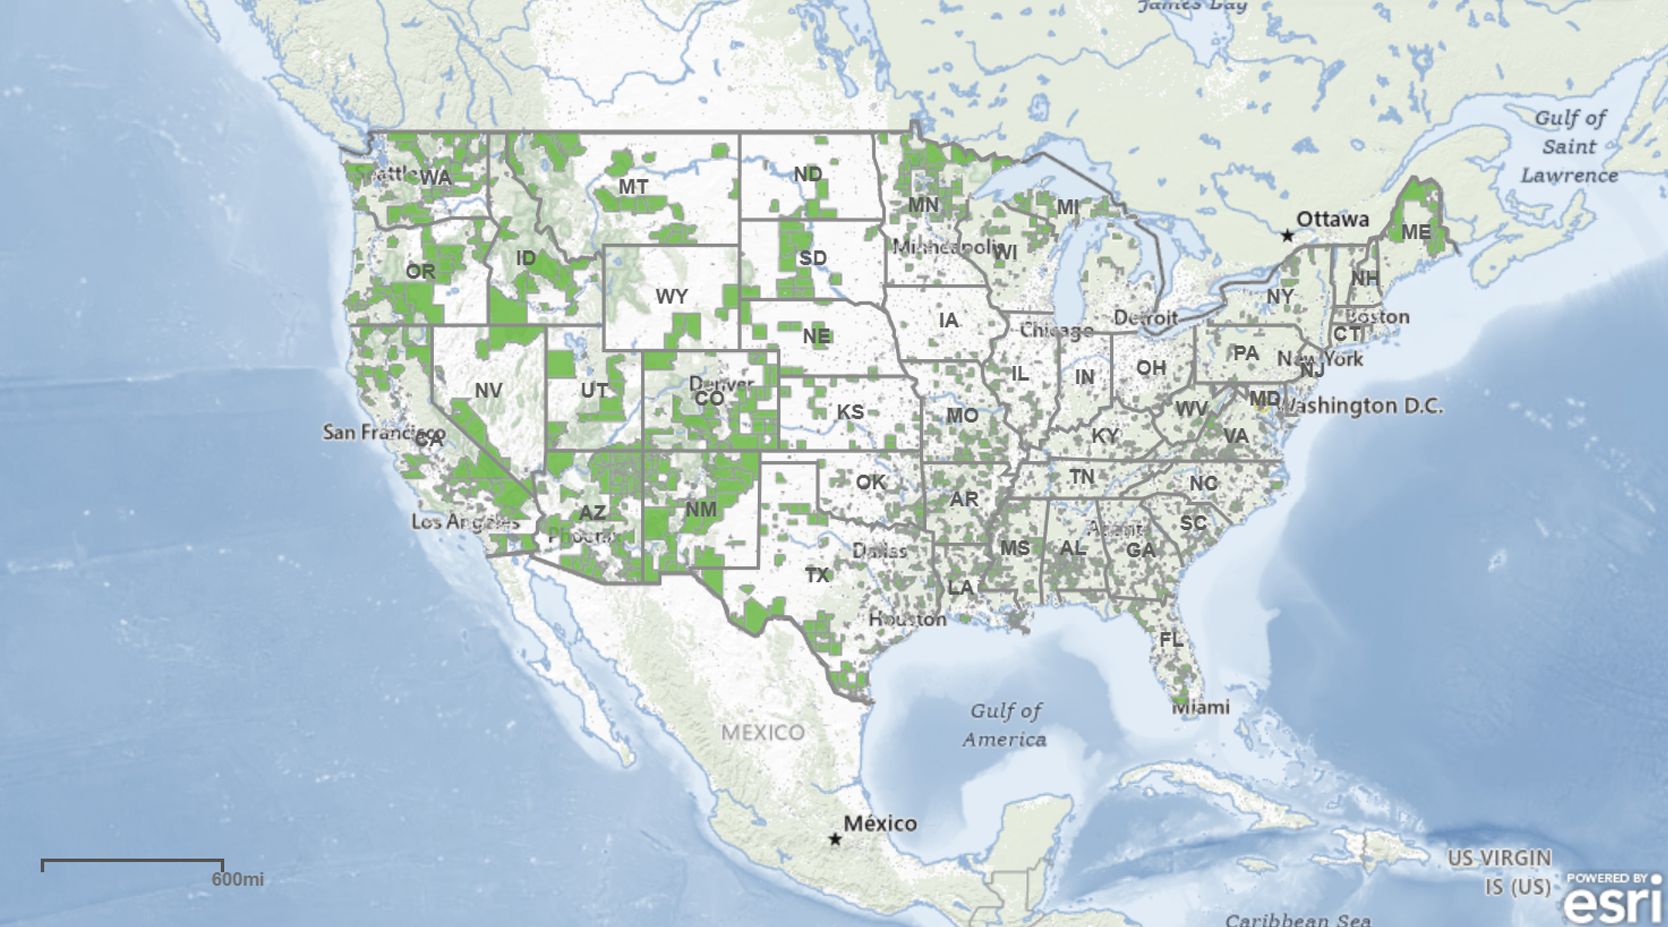 James Bay
Gulf of
Saint
Lawrence
Ottawa
Seattle
WA
MT
ND
MN
MI
ME
Minneapolis
WI
OR
ID
SD
NH
WY
NY
IA
Chicago
Detroit
Boston
CT
NE
PA
New York
NJ
NV
UT
Denver
CO
IL
IN
OH
MD
Washington D.C.
KS
MO
WV
San Francisco
CA
KY
VA
TN
OK
NC
AR
NM
AZ
Los Angeles
SC
Phoenix
Atlanta
Dallas
MS
AL
GA
TX
LA
Houston
FL
Miami
Gulf of
America
MEXICO
México
US VIRGIN
IS (US)
600mi
POWERED BY
esri
Caribbean Sea